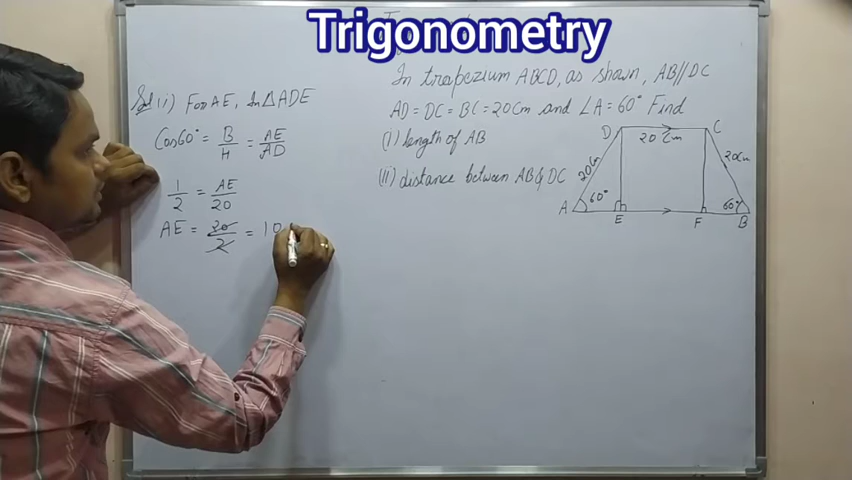 Trigonometry
In trapezium ABCD, as shown, AB//DC
AD = DC = BC = 20Cm and ∠A = 60° Find
(i) length of AB
(ii) distance between AB & DC
Sol (i) For AE, In △ADE
Cos60° = B/H = AE/AD
1/2 = AE/20
AE = 20/2 = 10
D C
20 Cm
20Cm 20Cm
A 60° 60° B
E F